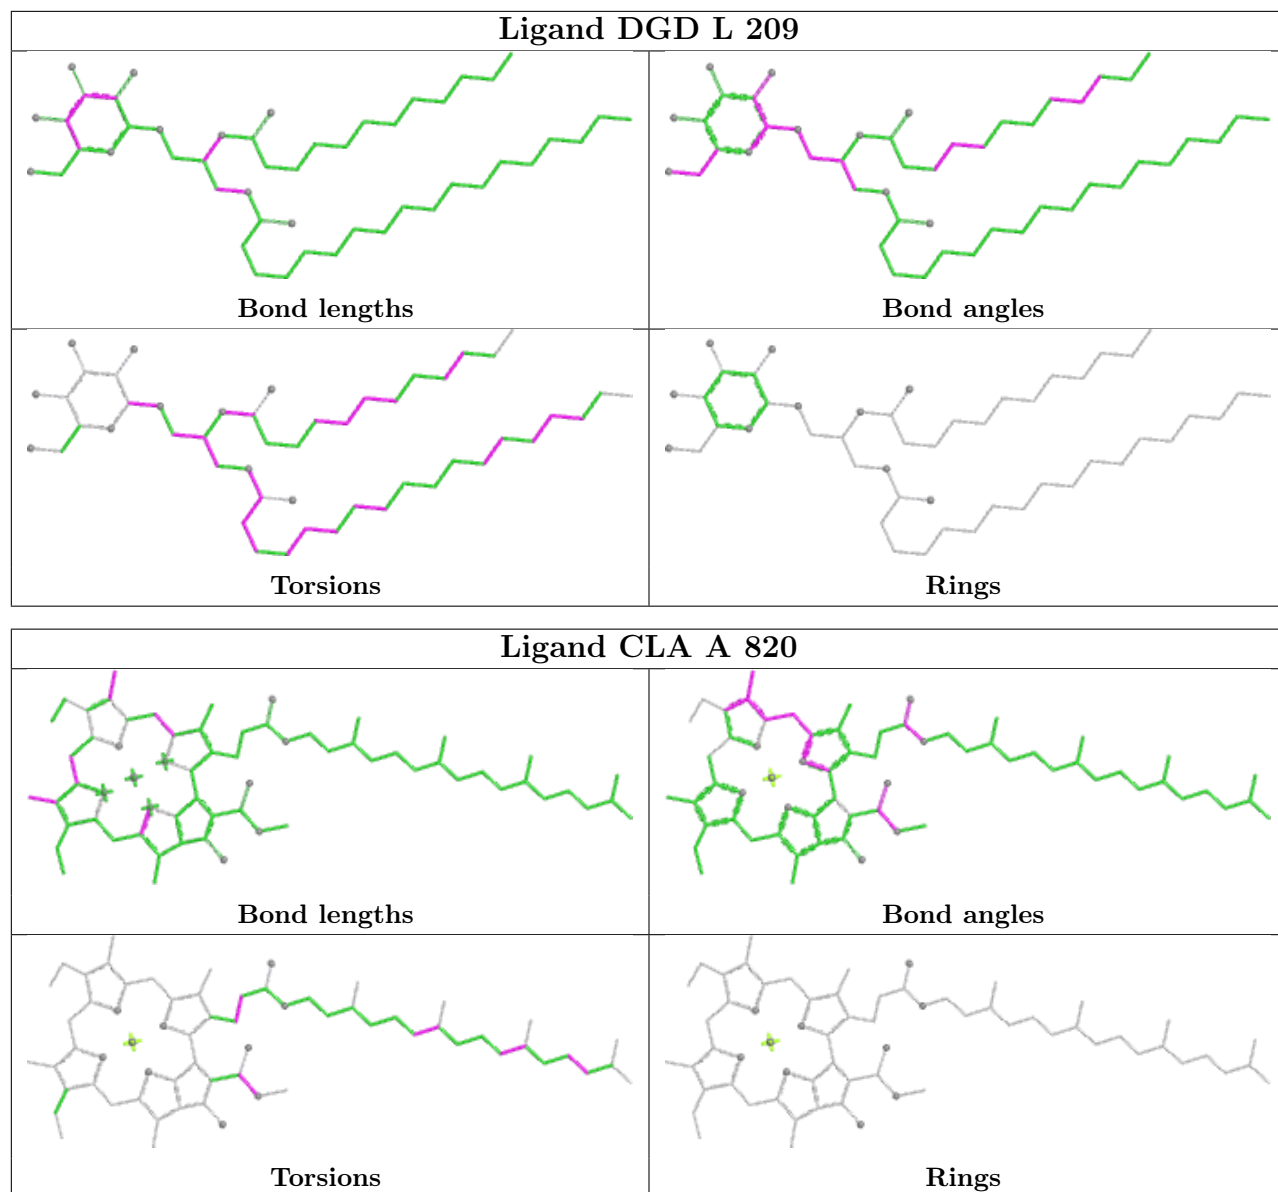 Ligand DGD L 209
Bond lengths
Bond angles
Torsions
Rings
Ligand CLA A 820
Bond lengths
Bond angles
Torsions
Rings